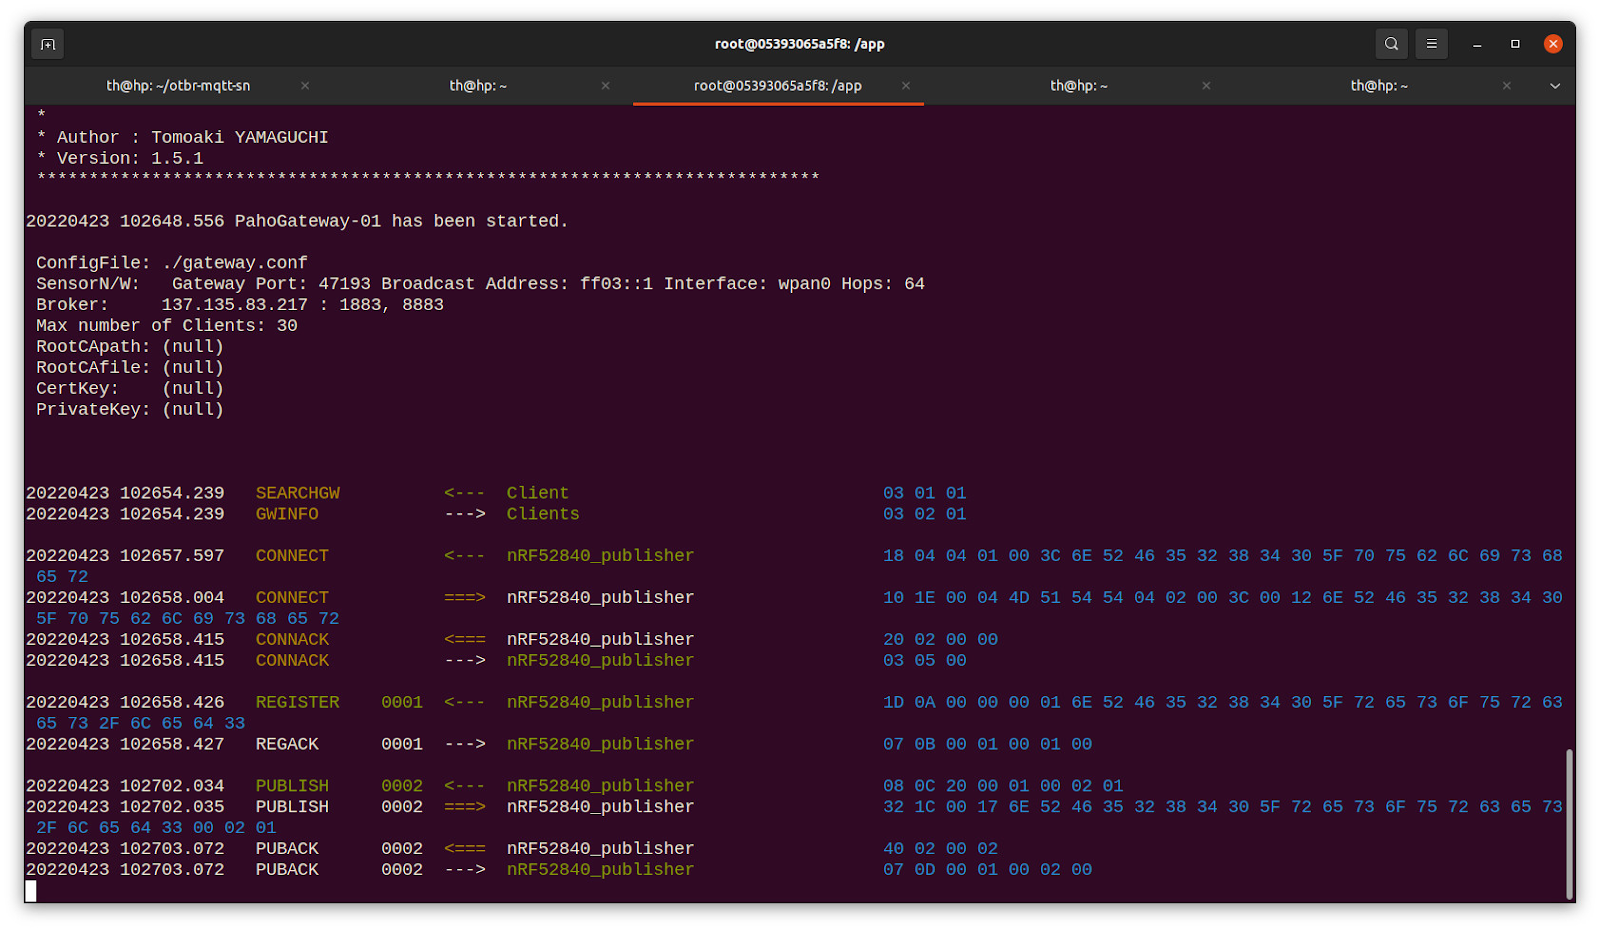 root@05393065a5f8: /app
th@hp: ~/otbr-mqtt-sn
th@hp: ~
root@05393065a5f8: /app
th@hp: ~
th@hp: ~
*
* Author : Tomoaki YAMAGUCHI
* Version: 1.5.1
***************************************************************************
20220423 102648.556 PahoGateway-01 has been started.
ConfigFile: ./gateway.conf
SensorN/W:   Gateway Port: 47193 Broadcast Address: ff03::1 Interface: wpan0 Hops: 64
Broker:     137.135.83.217 : 1883, 8883
Max number of Clients: 30
RootCApath: (null)
RootCAfile: (null)
CertKey:    (null)
PrivateKey: (null)
20220423 102654.239   SEARCHGW          <---  Client                              03 01 01
20220423 102654.239   GWINFO            --->  Clients                             03 02 01
20220423 102657.597   CONNECT           <---  nRF52840_publisher                  18 04 04 01 00 3C 6E 52 46 35 32 38 34 30 5F 70 75 62 6C 69 73 68
65 72
20220423 102658.004   CONNECT           ===>  nRF52840_publisher                  10 1E 00 04 4D 51 54 54 04 02 00 3C 00 12 6E 52 46 35 32 38 34 30
5F 70 75 62 6C 69 73 68 65 72
20220423 102658.415   CONNACK           <===  nRF52840_publisher                  20 02 00 00
20220423 102658.415   CONNACK           --->  nRF52840_publisher                  03 05 00
20220423 102658.426   REGISTER    0001  <---  nRF52840_publisher                  1D 0A 00 00 00 01 6E 52 46 35 32 38 34 30 5F 72 65 73 6F 75 72 63
65 73 2F 6C 65 64 33
20220423 102658.427   REGACK      0001  --->  nRF52840_publisher                  07 0B 00 01 00 01 00
20220423 102702.034   PUBLISH     0002  <---  nRF52840_publisher                  08 0C 20 00 01 00 02 01
20220423 102702.035   PUBLISH     0002  ===>  nRF52840_publisher                  32 1C 00 17 6E 52 46 35 32 38 34 30 5F 72 65 73 6F 75 72 63 65 73
2F 6C 65 64 33 00 02 01
20220423 102703.072   PUBACK      0002  <===  nRF52840_publisher                  40 02 00 02
20220423 102703.072   PUBACK      0002  --->  nRF52840_publisher                  07 0D 00 01 00 02 00